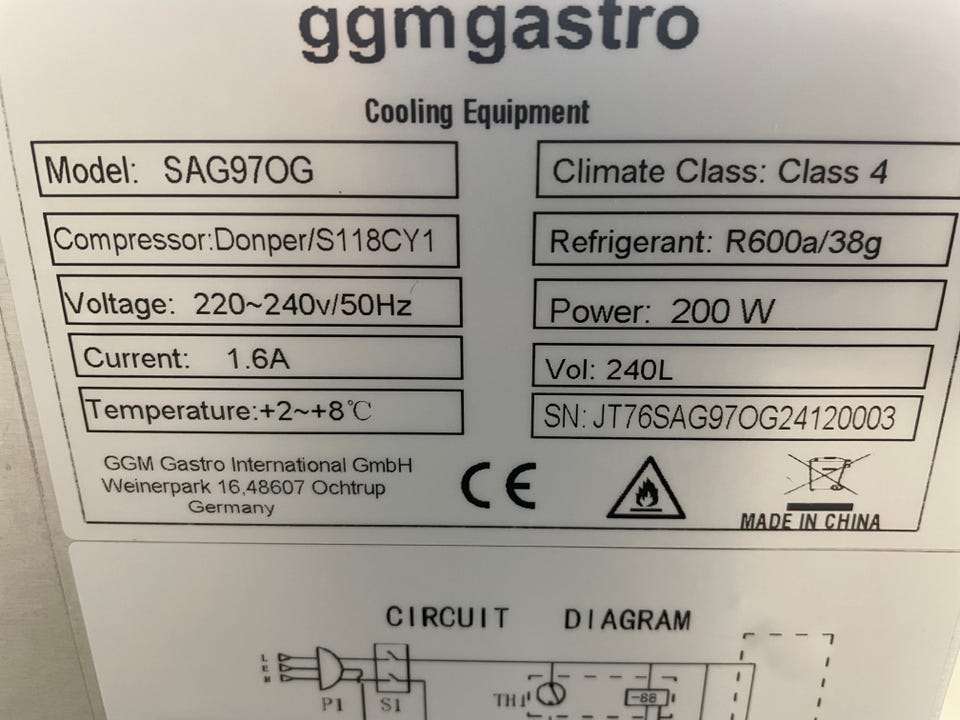 ggmgastro
Cooling Equipment
Model: SAG97OG
Climate Class: Class 4
Compressor:Donper/S118CY1
Refrigerant: R600a/38g
Voltage: 220~240v/50Hz
Power: 200 W
Current: 1.6A
Vol: 240L
Temperature:+2~+8℃
SN: JT76SAG97OG24120003
GGM Gastro International GmbH
Weinerpark 16,48607 Ochtrup
Germany
CE
MADE IN CHINA
CIRCUIT DIAGRAM
L
E
N
P1
S1
TH1
-88